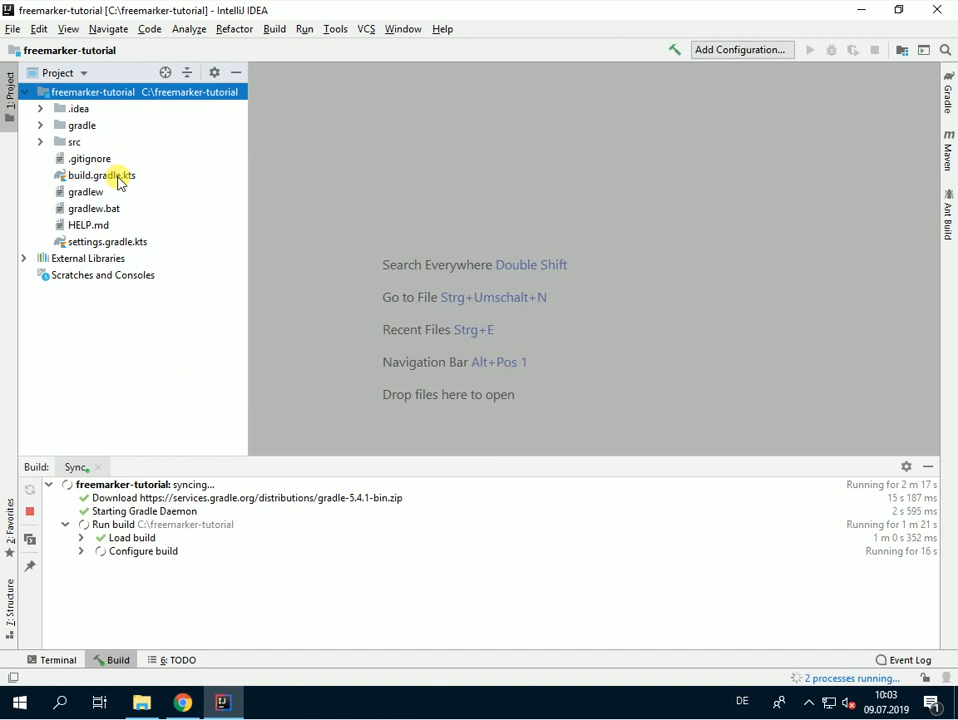 freemarker-tutorial [C:\freemarker-tutorial] - IntelliJ IDEA
File Edit View Navigate Code Analyze Refactor Build Run Tools VCS Window Help
freemarker-tutorial
Add Configuration...
Project
1: Project
freemarker-tutorial C:\freemarker-tutorial
.idea
gradle
src
.gitignore
build.gradle.kts
gradlew
gradlew.bat
HELP.md
settings.gradle.kts
External Libraries
Scratches and Consoles
Search Everywhere Double Shift
Go to File Strg+Umschalt+N
Recent Files Strg+E
Navigation Bar Alt+Pos 1
Drop files here to open
Gradle
Maven
Ant Build
Build: Sync
freemarker-tutorial: syncing... Running for 2 m 17 s
Download https://services.gradle.org/distributions/gradle-5.4.1-bin.zip 15 s 187 ms
Starting Gradle Daemon 2 s 595 ms
Run build C:\freemarker-tutorial Running for 1 m 21 s
Load build 1 m 0 s 352 ms
Configure build Running for 16 s
2: Favorites
7: Structure
Terminal Build 6: TODO Event Log
2 processes running...
DE
10:03
09.07.2019
1